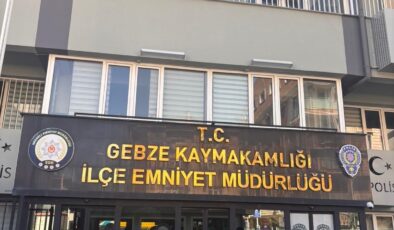 T.C.
GEBZE KAYMAKAMLIĞI
İLÇE EMNİYET MÜDÜRLÜĞÜ
POLİS